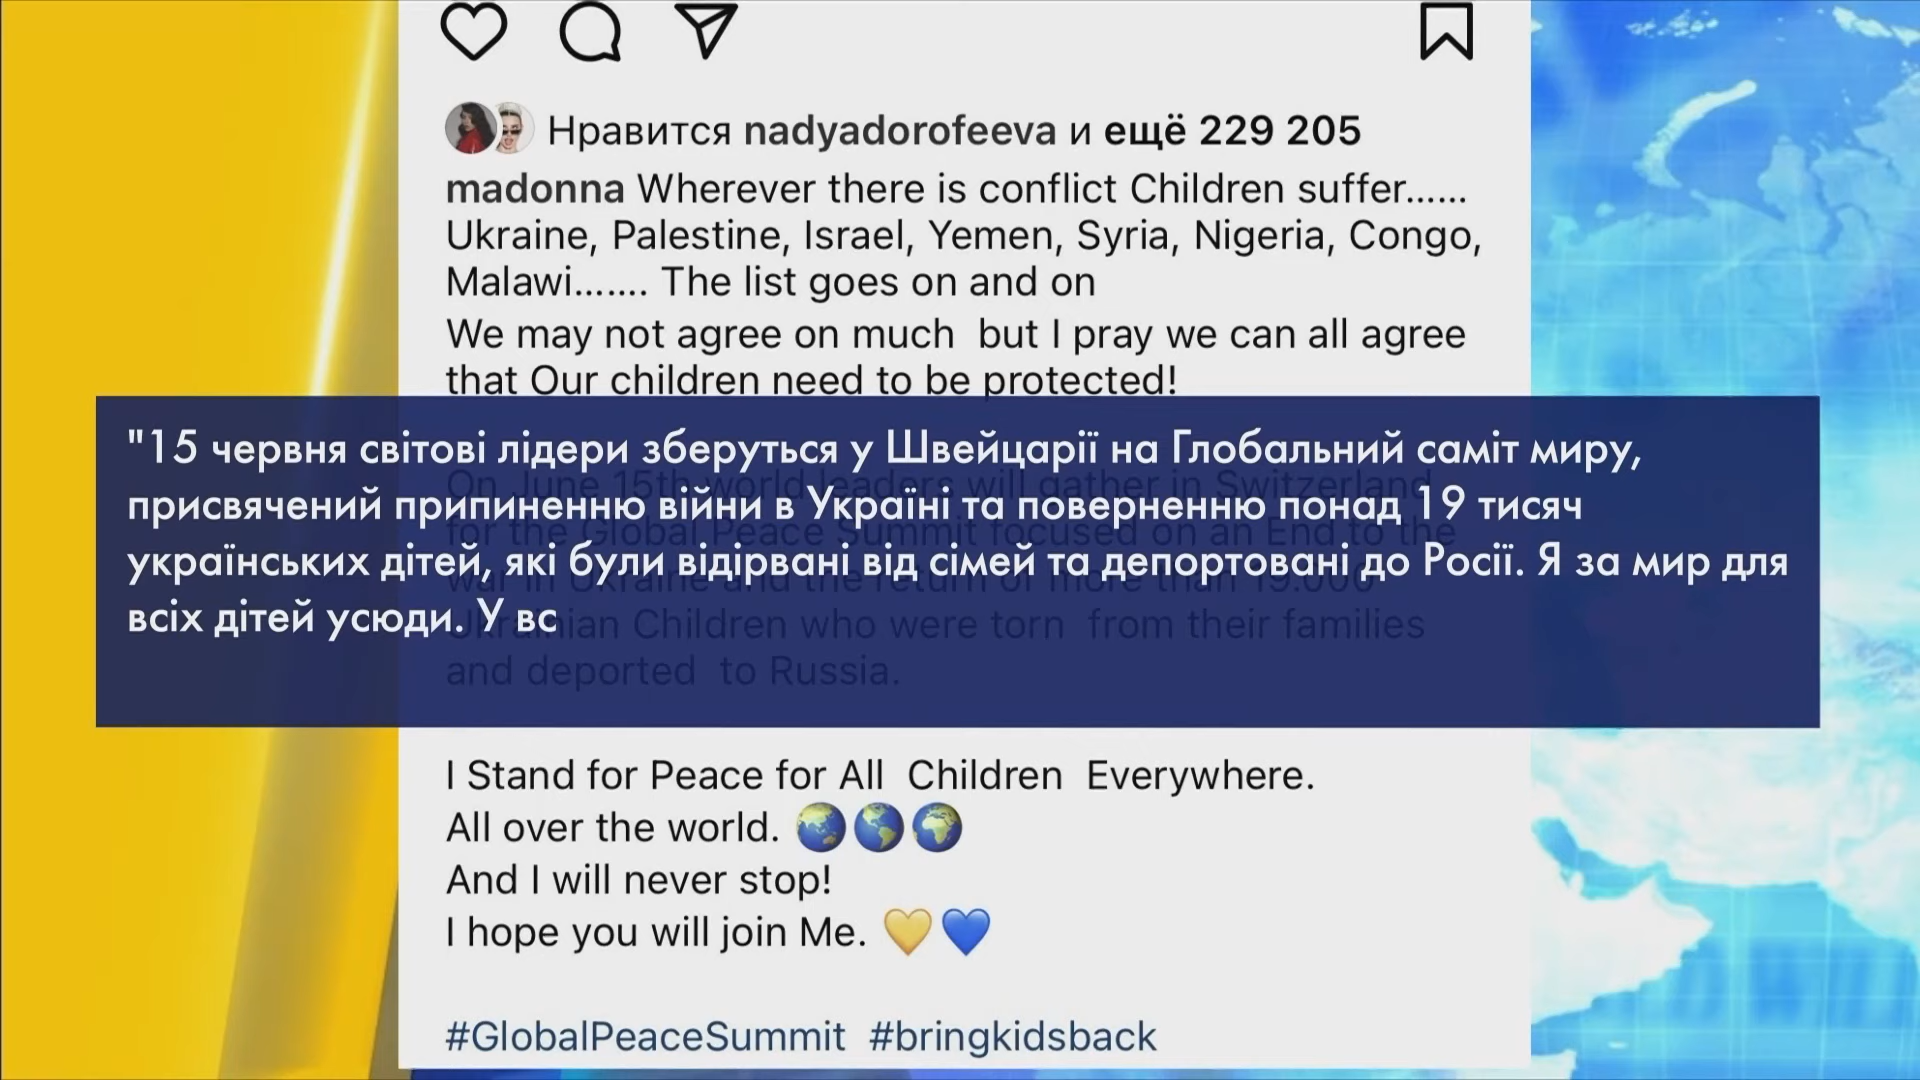 Нравится nadyadorofeeva и ещё 229 205
madonna Wherever there is conflict Children suffer......
Ukraine, Palestine, Israel, Yemen, Syria, Nigeria, Congo,
Malawi....... The list goes on and on
We may not agree on much but I pray we can all agree
that Our children need to be protected!
"15 червня світові лідери зберуться у Швейцарії на Глобальний саміт миру,
присвячений припиненню війни в Україні та поверненню понад 19 тисяч
українських дітей, які були відірвані від сімей та депортовані до Росії. Я за мир для
всіх дітей усюди. У вс
On June 15th world leaders will gather in Switzerland
for the Global Peace Summit focused on an End to the
war in Ukraine and the return of more than 19.000
Ukrainian Children who were torn from their families
and deported to Russia.
I Stand for Peace for All Children Everywhere.
All over the world. 🌏🌎🌍
And I will never stop!
I hope you will join Me. 💛💙
#GlobalPeaceSummit #bringkidsback